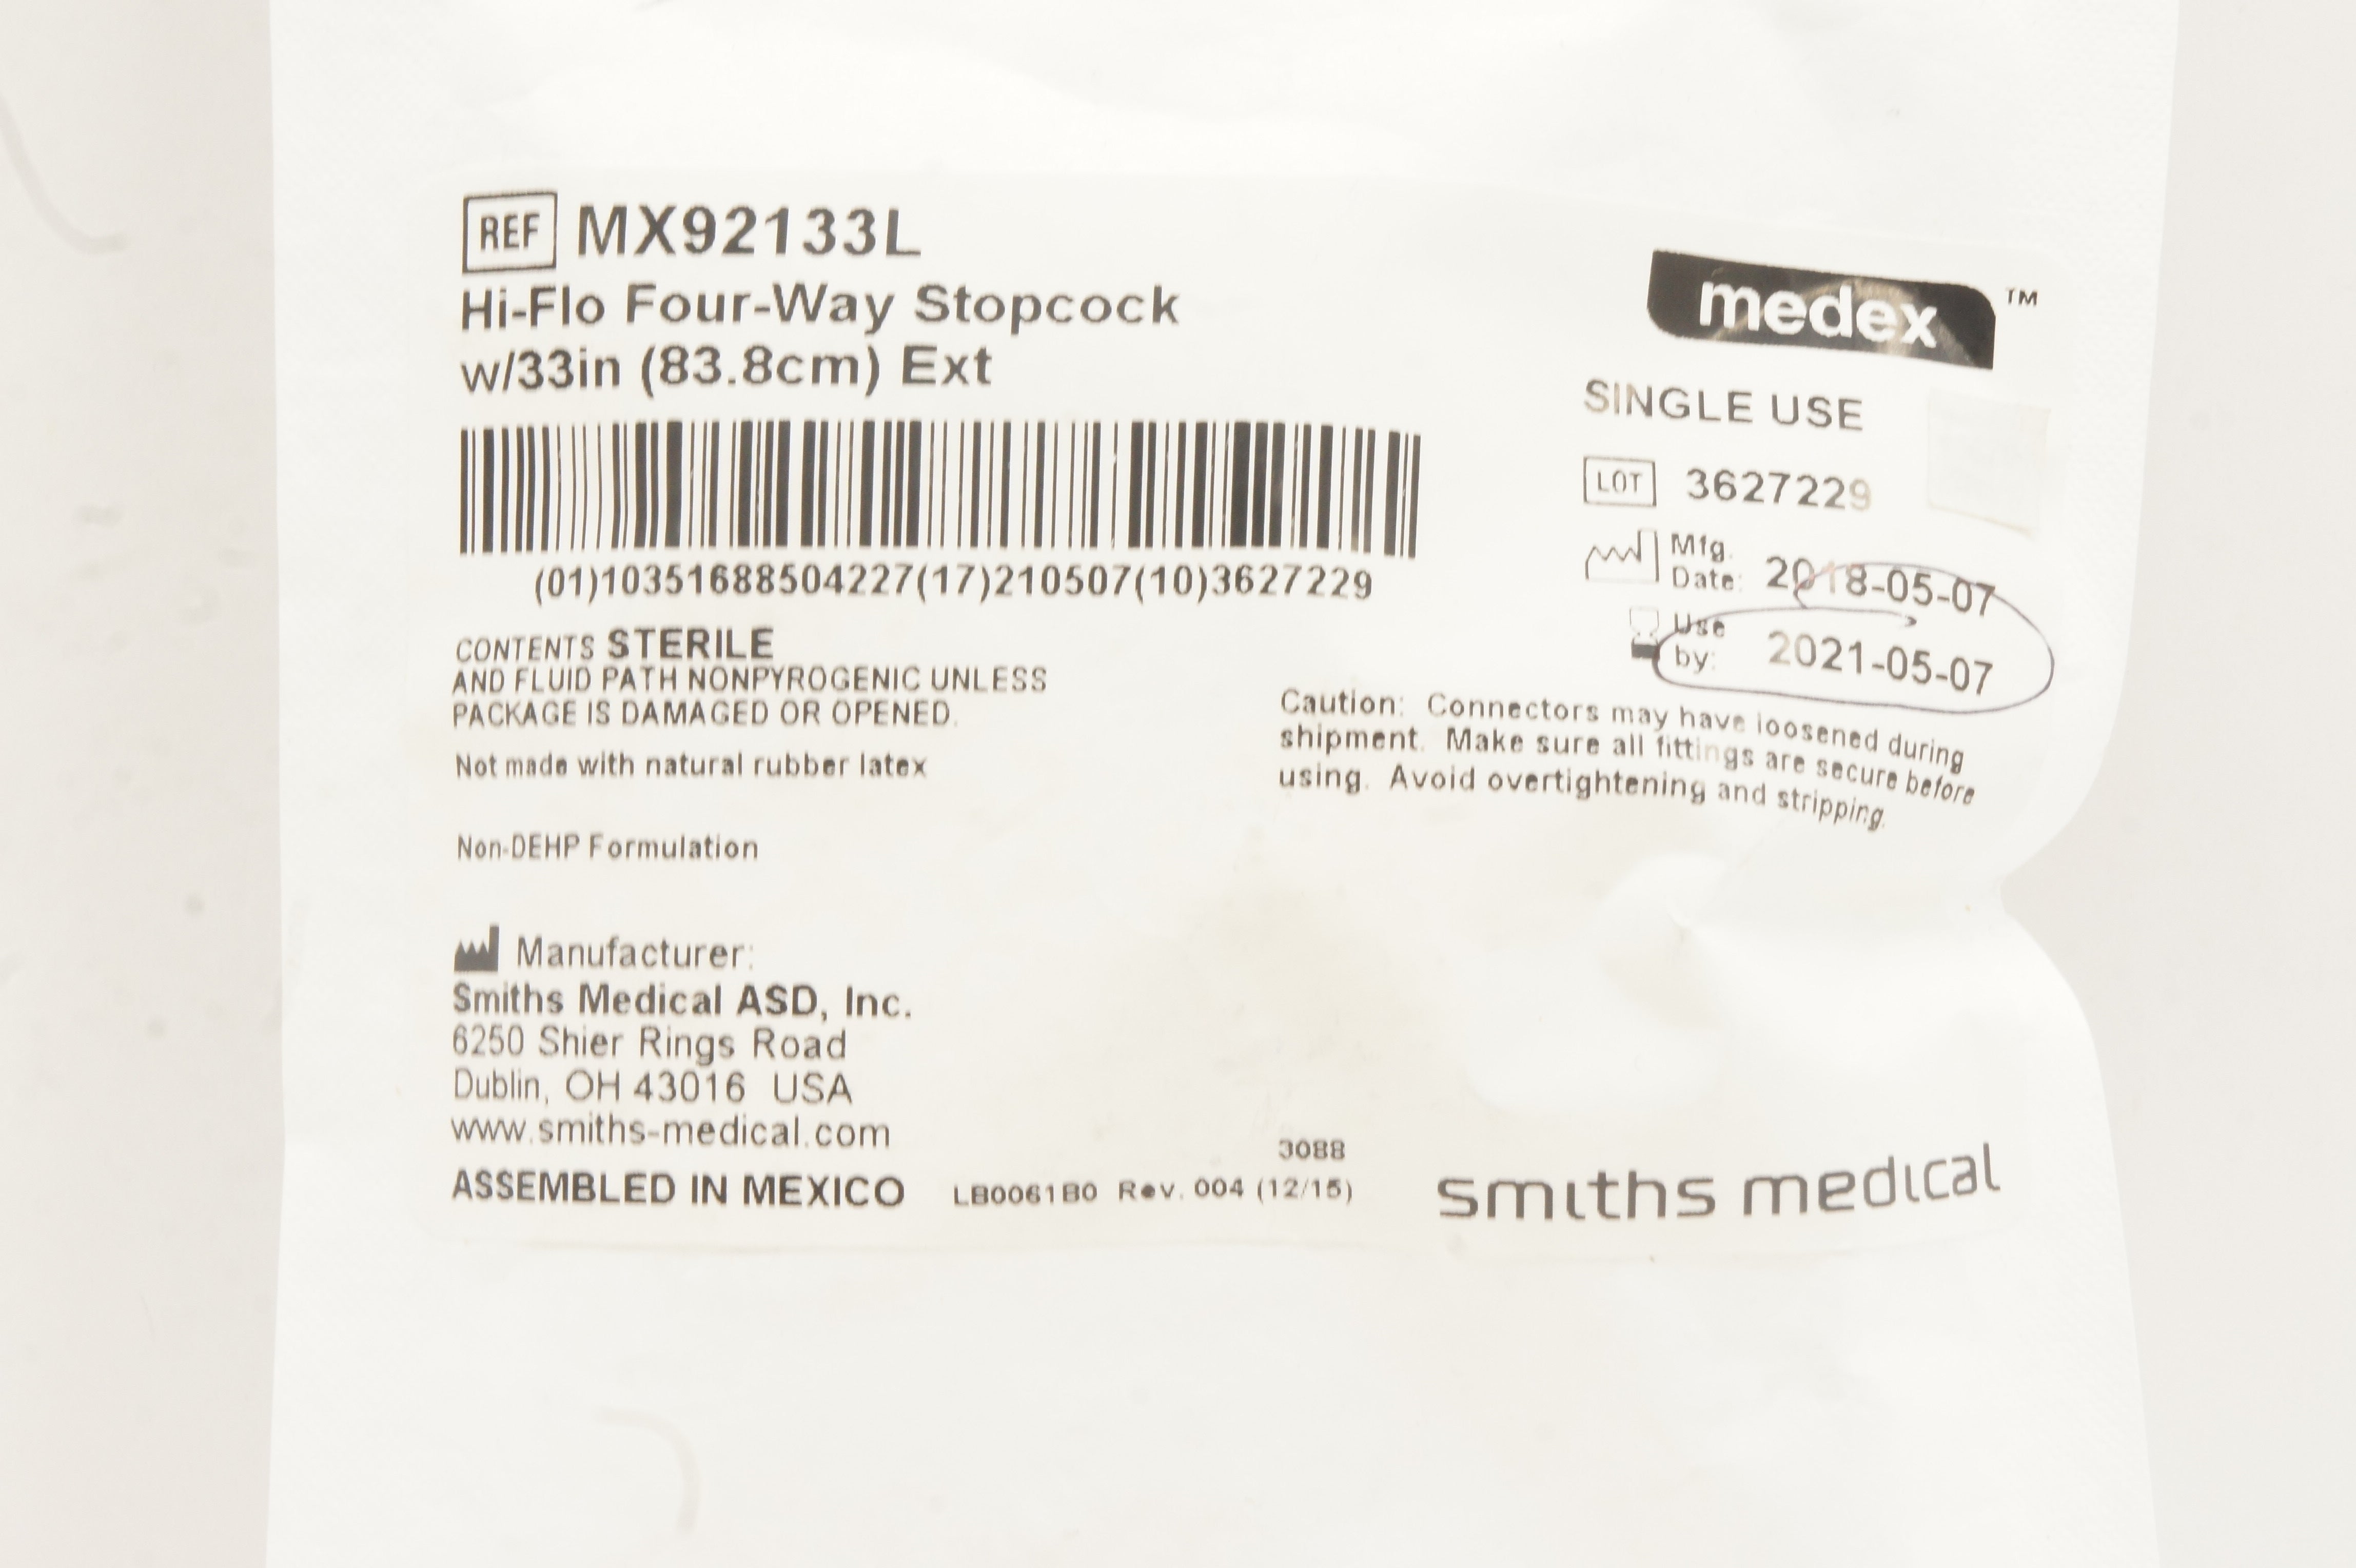 REF MX92133L
Hi-Flo Four-Way Stopcock
w/33in (83.8cm) Ext
(01)10351688504227(17)210507(10)3627229
CONTENTS STERILE
AND FLUID PATH NONPYROGENIC UNLESS
PACKAGE IS DAMAGED OR OPENED.
Not made with natural rubber latex
Non-DEHP Formulation
Manufacturer:
Smiths Medical ASD, Inc.
6250 Shier Rings Road
Dublin, OH 43016 USA
www.smiths-medical.com
ASSEMBLED IN MEXICO
3088
LB0061B0 Rev. 004 (12/15)
medex™
SINGLE USE
LOT 3627229
Mfg.
Date: 2018-05-07
Use
by: 2021-05-07
Caution: Connectors may have loosened during
shipment. Make sure all fittings are secure before
using. Avoid overtightening and stripping.
smiths medical